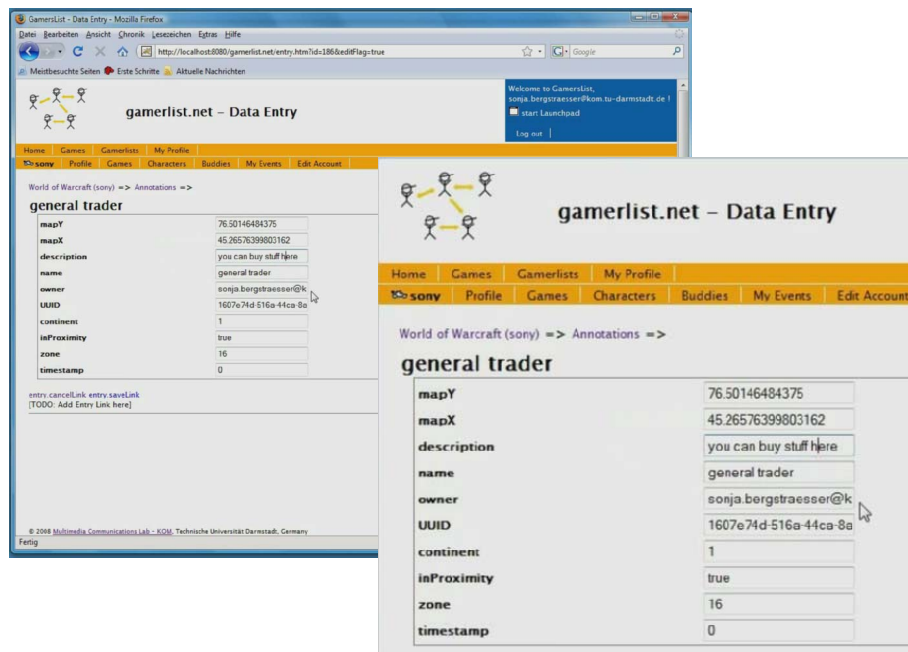 GamersList - Data Entry - Mozilla Firefox
Datei Bearbeiten Ansicht Chronik Lesezeichen Extras Hilfe
http://localhost:8080/gamerlist.net/entry.htm?id=186&editFlag=true
Google
Meistbesuchte Seiten Erste Schritte Aktuelle Nachrichten
gamerlist.net – Data Entry
Welcome to GamersList,
sonja.bergstraesser@kom.tu-darmstadt.de !
start Launchpad
Log out
Home Games Gamerlists My Profile
sony Profile Games Characters Buddies My Events Edit Account
World of Warcraft (sony) => Annotations =>
general trader
mapY 76.50146484375
mapX 45.26576399803162
description you can buy stuff here
name general trader
owner sonja.bergstraesser@k
UUID 1607e74d-516a-44ca-8a
continent 1
inProximity true
zone 16
timestamp 0
entry.cancelLink entry.saveLink
[TODO: Add Entry Link here]
© 2008 Multimedia Communications Lab - KOM, Technische Universität Darmstadt, Germany
Fertig
gamerlist.net – Data Entry
Home Games Gamerlists My Profile
sony Profile Games Characters Buddies My Events Edit Account
World of Warcraft (sony) => Annotations =>
general trader
mapY 76.50146484375
mapX 45.26576399803162
description you can buy stuff here
name general trader
owner sonja.bergstraesser@k
UUID 1607e74d-516a-44ca-8a
continent 1
inProximity true
zone 16
timestamp 0